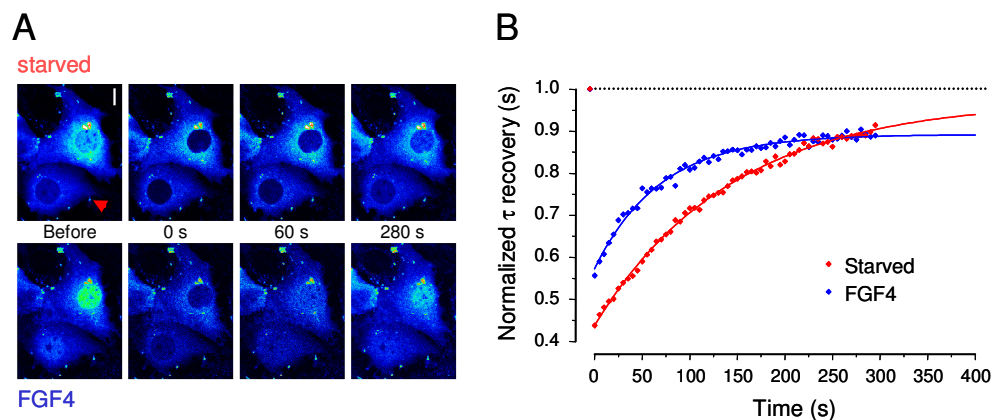 A
starved
Before 0 s 60 s 280 s
FGF4
B
Normalized τ recovery (s)
1.0
0.9
0.8
0.7
0.6
0.5
0.4
Starved
FGF4
0 50 100 150 200 250 300 350 400
Time (s)